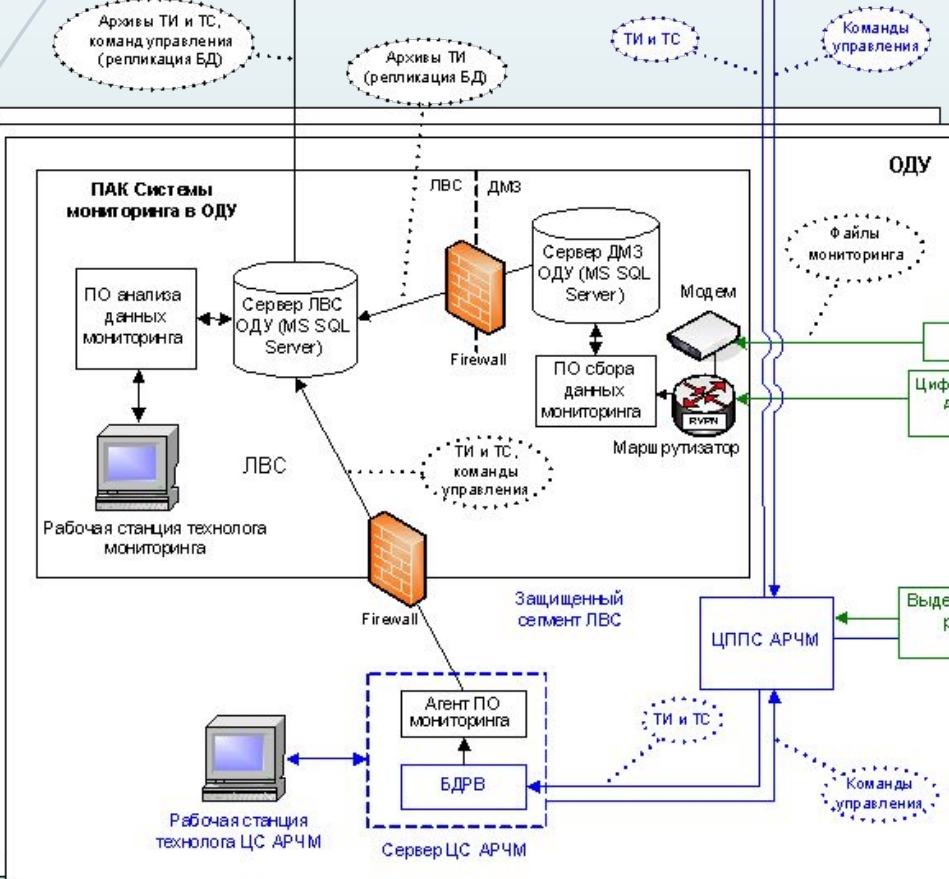 Архивы ТИ и ТС,
команд управления
(репликация БД)
Архивы ТИ
(репликация БД)
ТИ и ТС
Команды
управления
ОДУ
ПАК Системы
мониторинга в ОДУ
ЛВС
ДМЗ
Файлы
мониторинга
ПО анализа
данных
мониторинга
Сервер ЛВС
ОДУ (MS SQL
Server)
Firewall
Сервер ДМЗ
ОДУ (MS SQL
Server)
Модем
ПО сбора
данных
мониторинга
RVPN
Маршрутизатор
Циф
д
ЛВС
ТИ и ТС,
команды
управления
Рабочая станция технолога
мониторинга
Firewall
Защищенный
сегмент ЛВС
ЦППС АРЧМ
Выде
р
Агент ПО
мониторинга
БДРВ
ТИ и ТС
Команды
управления
Рабочая станция
технолога ЦС АРЧМ
Сервер ЦС АРЧМ